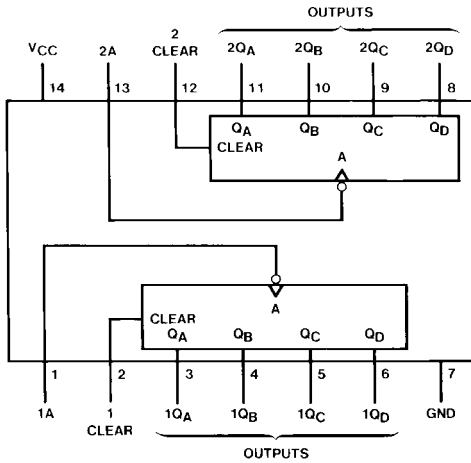 OUTPUTS
2
VCC 2A CLEAR 2QA 2QB 2QC 2QD
14 13 12 11 10 9 8
QA QB QC QD
CLEAR
A
A
CLEAR
QA QB QC QD
1 2 3 4 5 6 7
1A 1 1QA 1QB 1QC 1QD GND
CLEAR
OUTPUTS